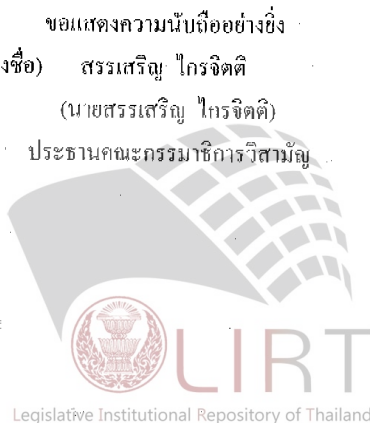 ขอแสดงความนับถืออย่างยิ่ง
งชื่อ) สรรเสริญ ไกรจิตติ
(นายสรรเสริญ ไกรจิตติ)
ประธานคณะกรรมาธิการวิสามัญ
LIRT
Legislative Institutional Repository of Thailand